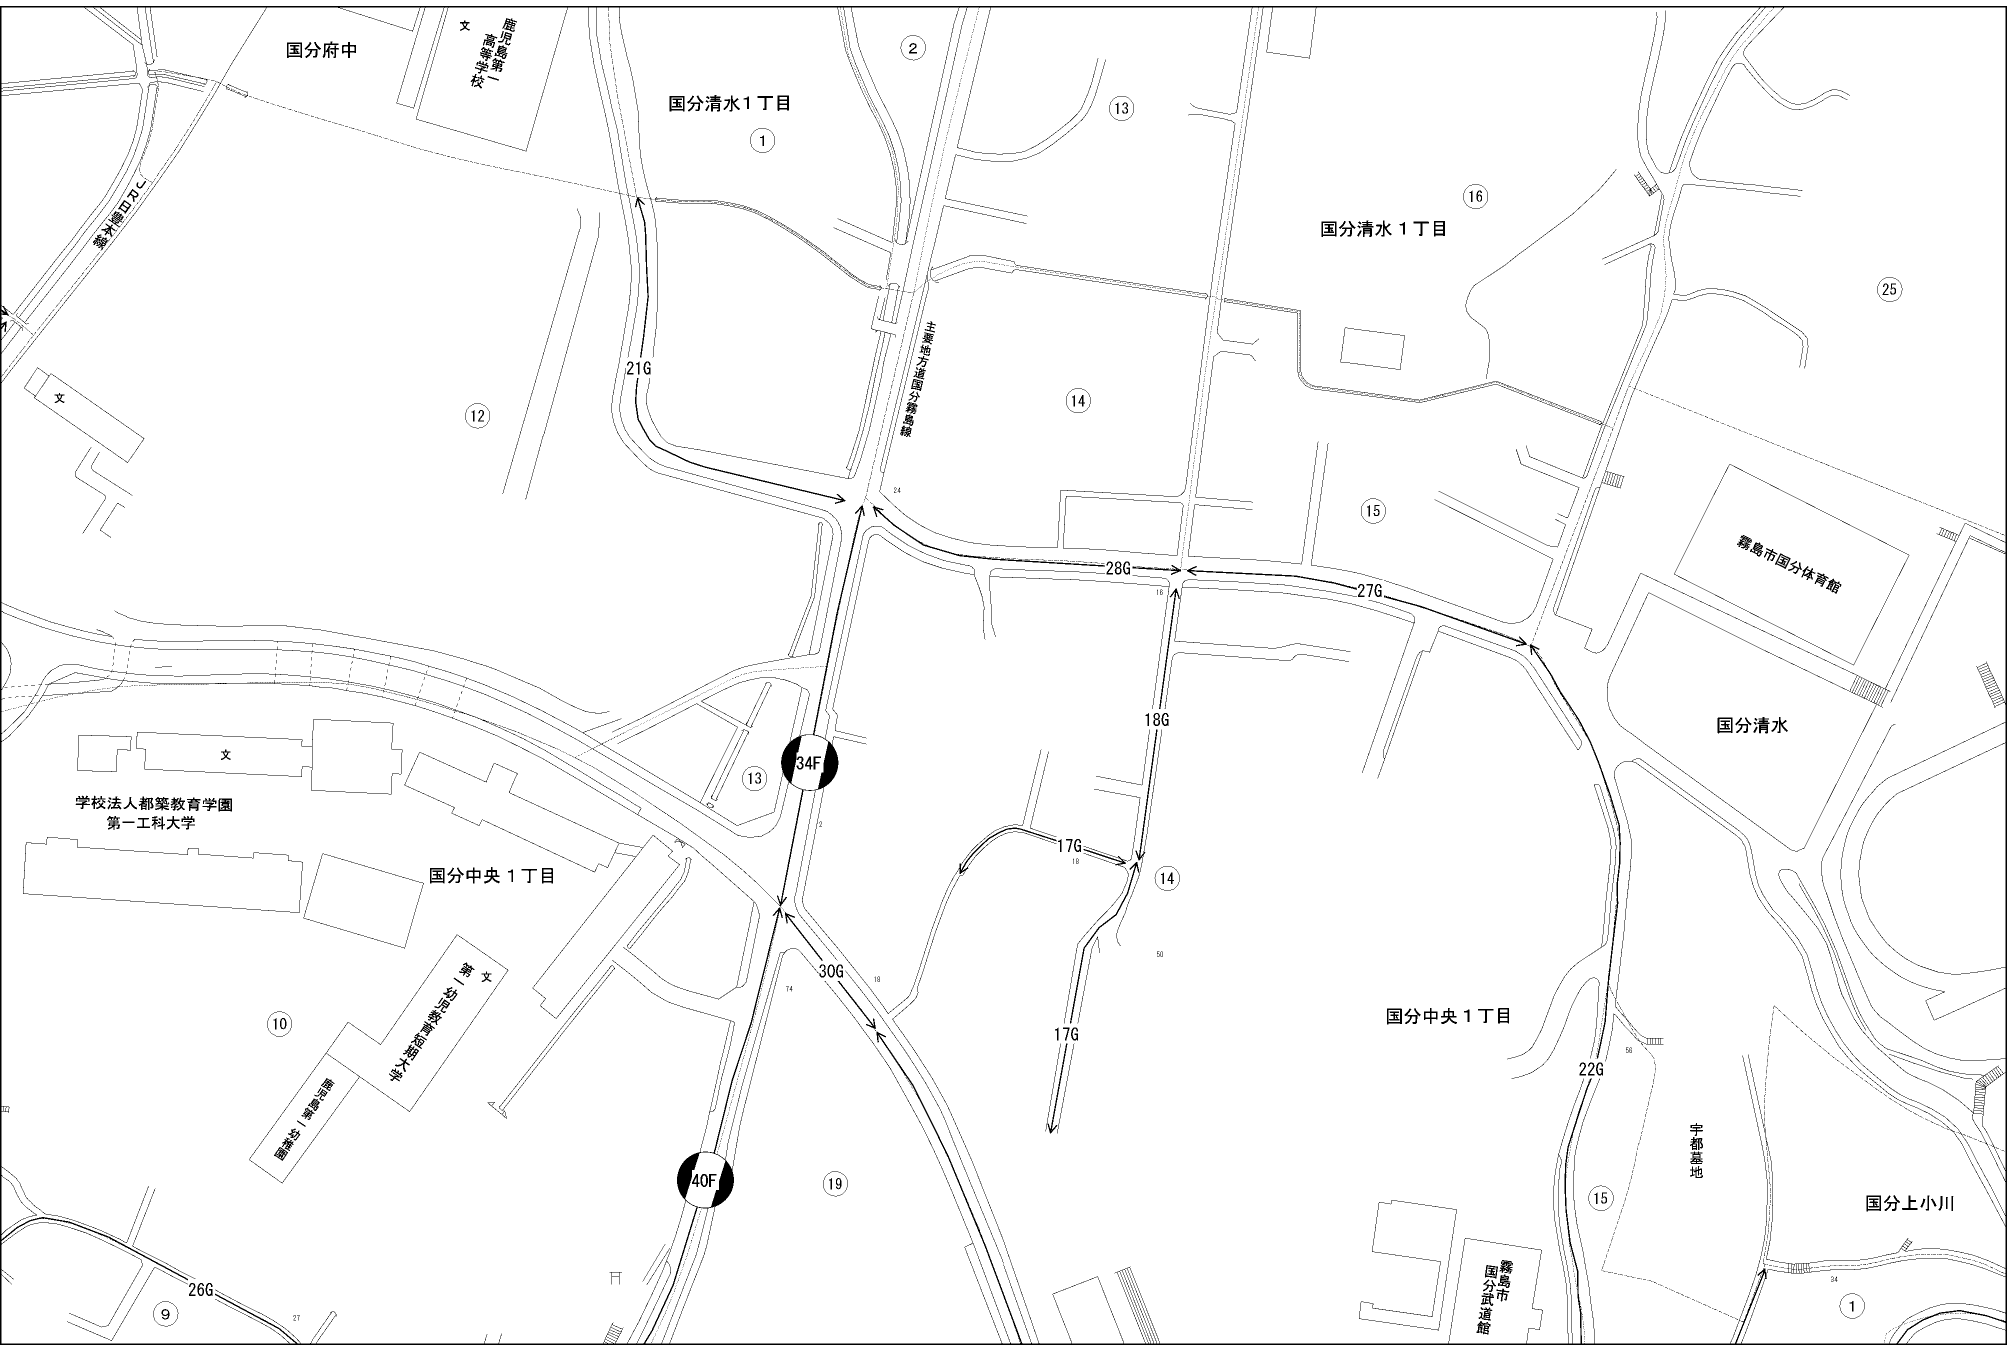 国分府中
文
鹿児島第一
高等学校
2
国分清水1丁目
1
13
16
国分清水1丁目
25
JR日豊本線
主要地方道国分霧島線
21G
文
12
14
24
15
霧島市国分体育館
28G
27G
16
18G
国分清水
34F
13
2
文
学校法人都築教育学園
第一工科大学
国分中央1丁目
17G
18
14
50
30G
18
74
文
第一幼児教育短期大学
鹿児島第一幼稚園
10
17G
国分中央1丁目
56
22G
宇都墓地
40F
19
15
国分上小川
34
1
26G
9
27
霧島市
国分武道館